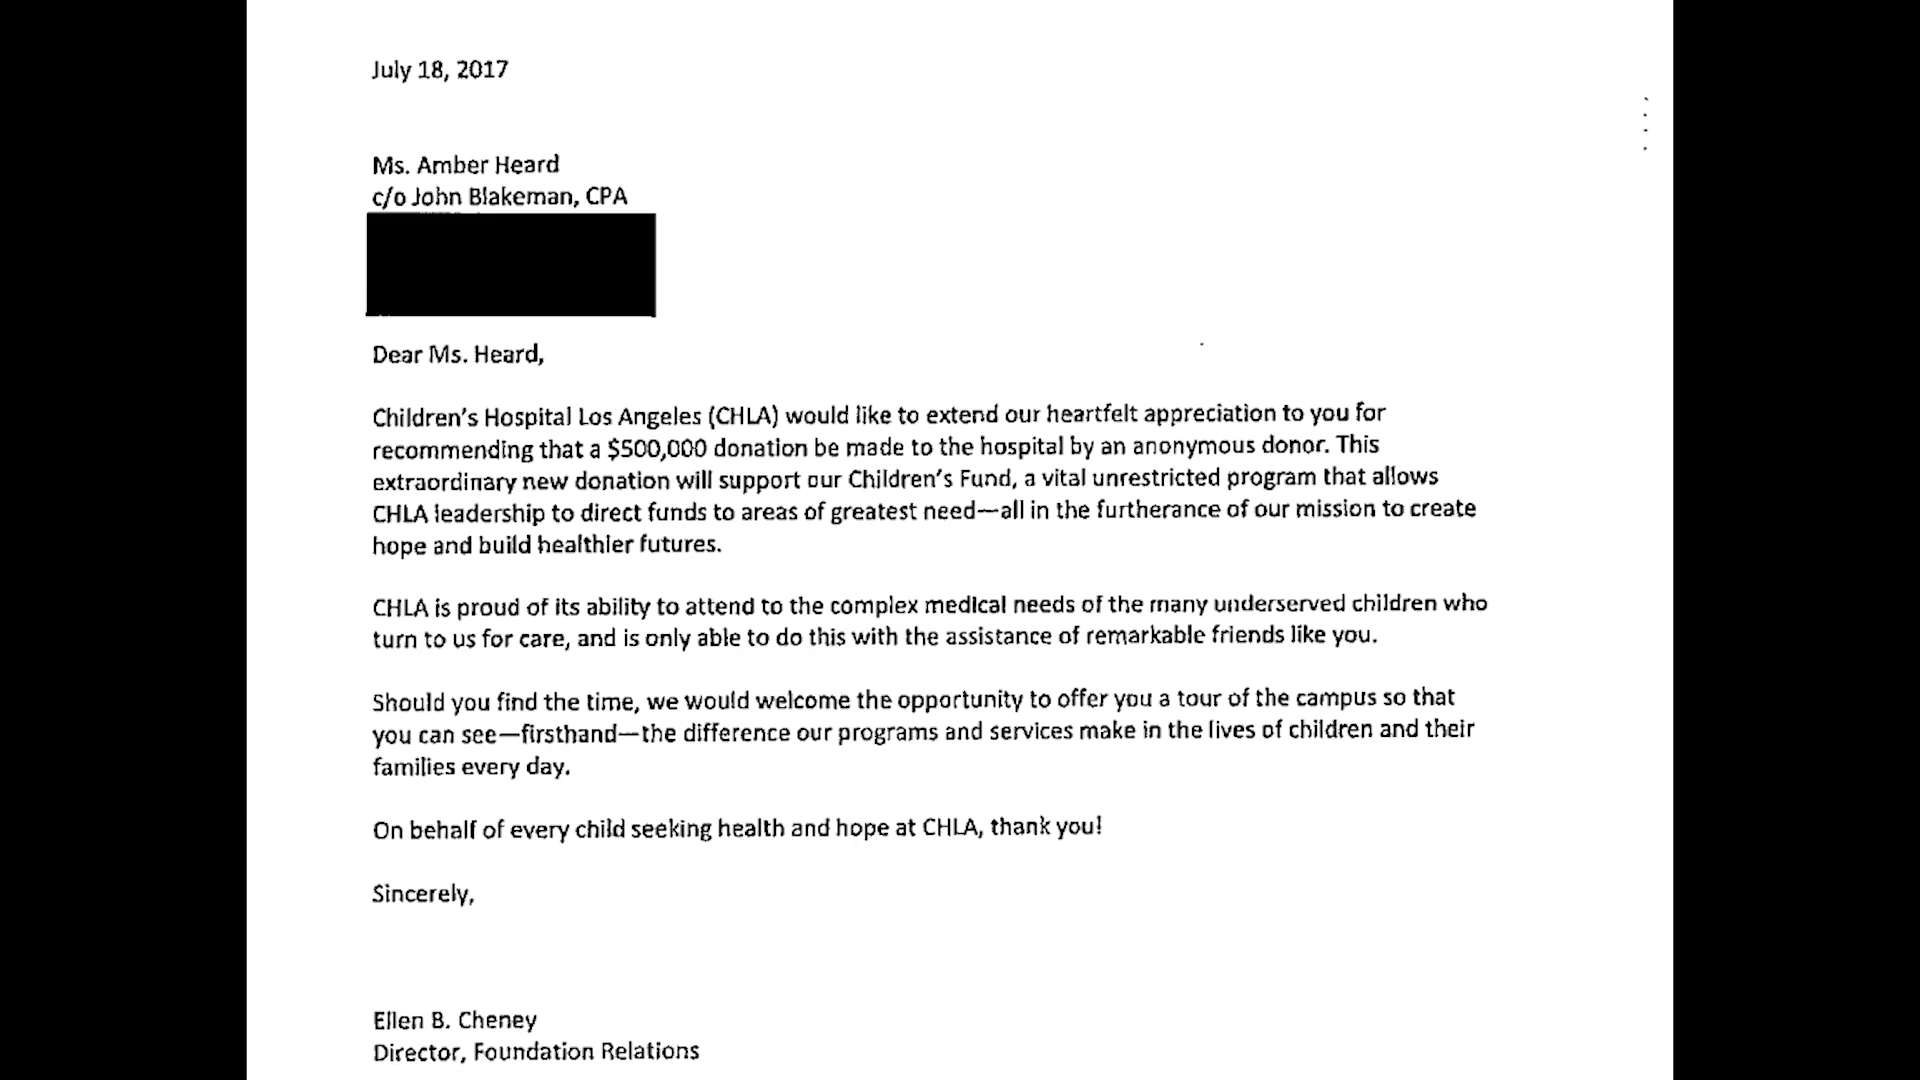 July 18, 2017
Ms. Amber Heard
c/o John Blakeman, CPA
Dear Ms. Heard,
Children's Hospital Los Angeles (CHLA) would like to extend our heartfelt appreciation to you for
recommending that a $500,000 donation be made to the hospital by an anonymous donor. This
extraordinary new donation will support our Children's Fund, a vital unrestricted program that allows
CHLA leadership to direct funds to areas of greatest need—all in the furtherance of our mission to create
hope and build healthier futures.
CHLA is proud of its ability to attend to the complex medical needs of the many underserved children who
turn to us for care, and is only able to do this with the assistance of remarkable friends like you.
Should you find the time, we would welcome the opportunity to offer you a tour of the campus so that
you can see—firsthand—the difference our programs and services make in the lives of children and their
families every day.
On behalf of every child seeking health and hope at CHLA, thank you!
Sincerely,
Ellen B. Cheney
Director, Foundation Relations